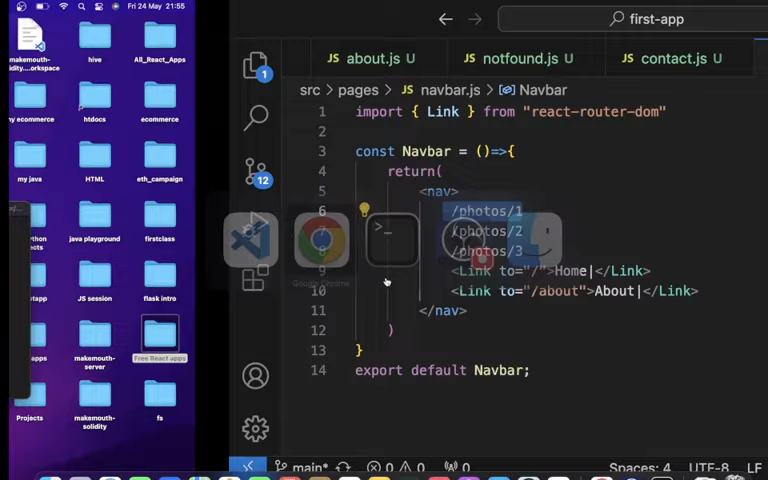 Fri 24 May 21:55
makemouth-
solidity....orkspace
hive
All_React_Apps
my ecommerce
htdocs
ecommerce
my java
HTML
eth_campaign
java playground
firstclass
JS session
flask intro
makemouth-
server
Free React apps
Projects
makemouth-
solidity
fs
first-app
JS about.js U
JS notfound.js U
JS contact.js U
src > pages > JS navbar.js > Navbar
1 import { Link } from "react-router-dom"
2
3 const Navbar = ()=>{
4 return(
5 <nav>
6 /photos/1
/photos/2
/photos/3
<Link to="/">Home|</Link>
10 <Link to="/about">About|</Link>
11 </nav>
12 )
13 }
14 export default Navbar;
1
12
Google Chrome
main*
0 0
0
Spaces: 4
UTF-8
LF